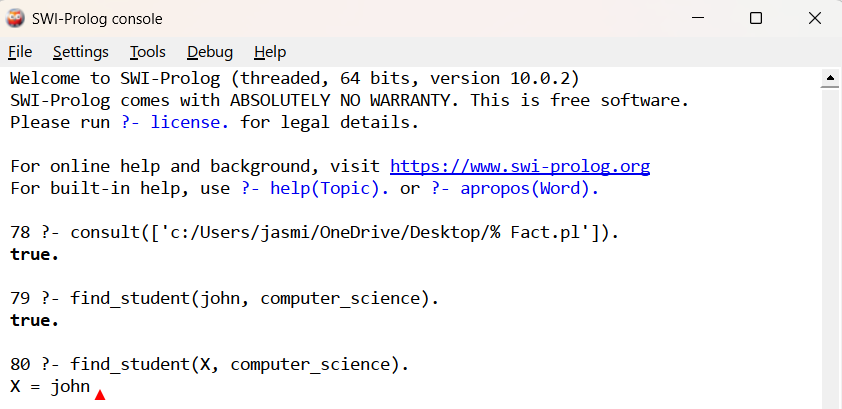 SWI-Prolog console
File Settings Tools Debug Help
Welcome to SWI-Prolog (threaded, 64 bits, version 10.0.2)
SWI-Prolog comes with ABSOLUTELY NO WARRANTY. This is free software.
Please run ?- license. for legal details.
For online help and background, visit https://www.swi-prolog.org
For built-in help, use ?- help(Topic). or ?- apropos(Word).
78 ?- consult(['c:/Users/jasmi/OneDrive/Desktop/% Fact.pl']).
true.
79 ?- find_student(john, computer_science).
true.
80 ?- find_student(X, computer_science).
X = john